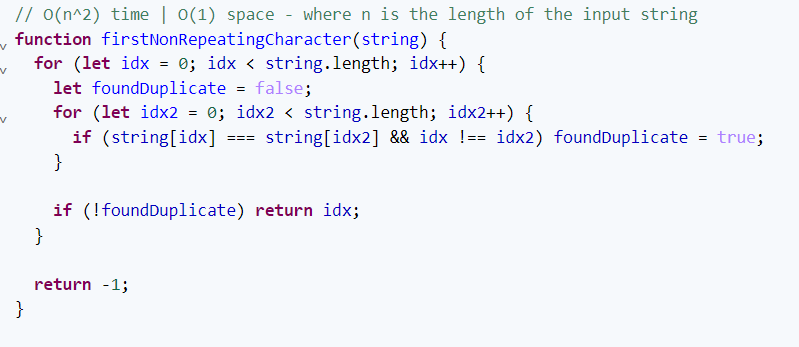 // O(n^2) time | O(1) space - where n is the length of the input string
function firstNonRepeatingCharacter(string) {
  for (let idx = 0; idx < string.length; idx++) {
    let foundDuplicate = false;
    for (let idx2 = 0; idx2 < string.length; idx2++) {
      if (string[idx] === string[idx2] && idx !== idx2) foundDuplicate = true;
    }

    if (!foundDuplicate) return idx;
  }

  return -1;
}